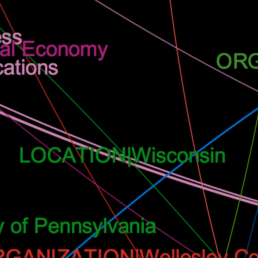 ess
al Economy
cations
ORG
LOCATION|Wisconsin
y of Pennsylvania
RGANIZATION|Wellesley Co